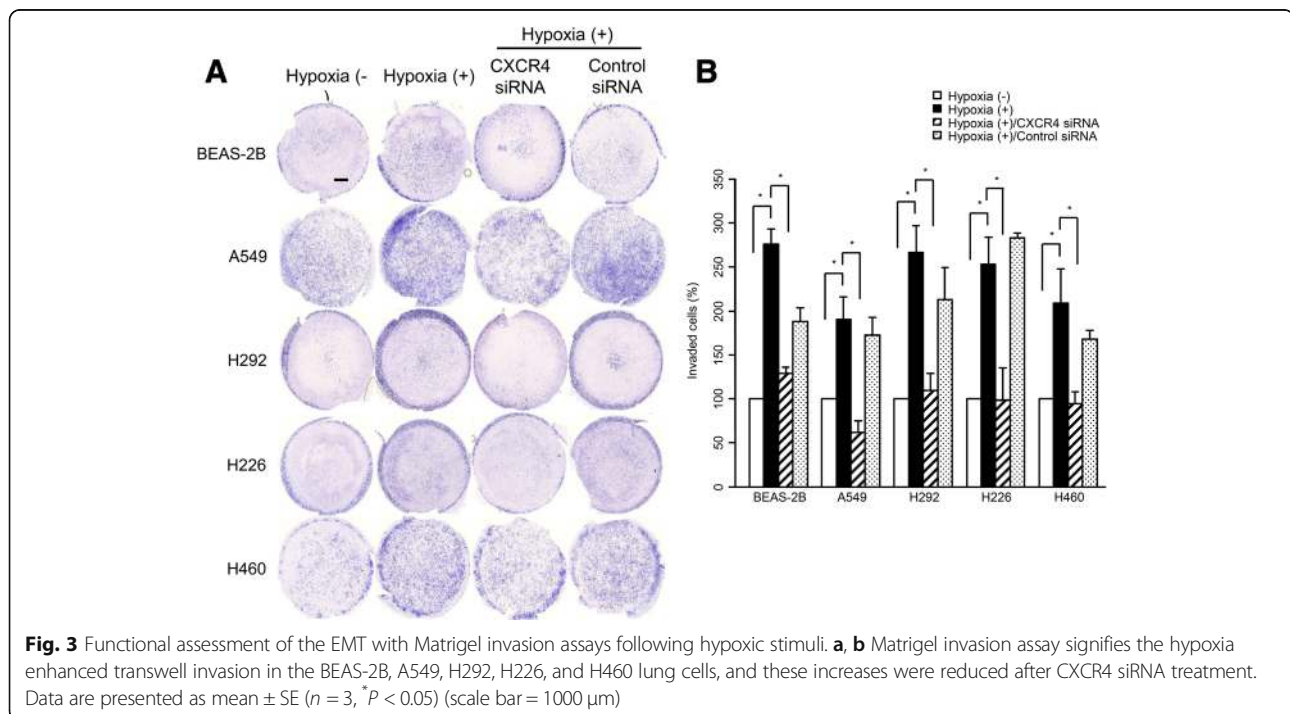 A
Hypoxia (-
)
Hypoxia (+)
Hypoxia (+)
CXCR4
siRNA
Control
siRNA
BEAS-2B
A549
H292
H226
H460
B
Hypoxia (-)
Hypoxia (+)
Hypoxia (+)/CXCR4 siRNA
Hypoxia (+)/Control siRNA
Invaded cells (%)
350
300
250
200
150
100
50
0
* *
* *
* *
* *
* *
BEAS-2B A549 H292 H226 H460
Fig. 3 Functional assessment of the EMT with Matrigel invasion assays following hypoxic stimuli. a, b Matrigel invasion assay signifies the hypoxia
enhanced transwell invasion in the BEAS-2B, A549, H292, H226, and H460 lung cells, and these increases were reduced after CXCR4 siRNA treatment.
Data are presented as mean ± SE (n = 3, *P < 0.05) (scale bar = 1000 μm)